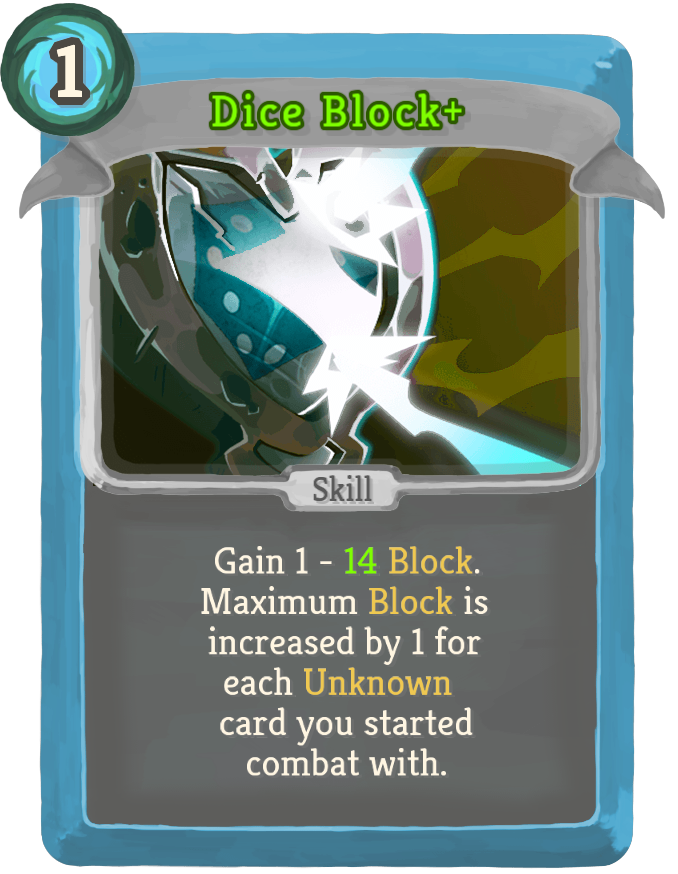 1
Dice Block+
Skill
Gain 1 - 14 Block.
Maximum Block is
increased by 1 for
each Unknown
card you started
combat with.